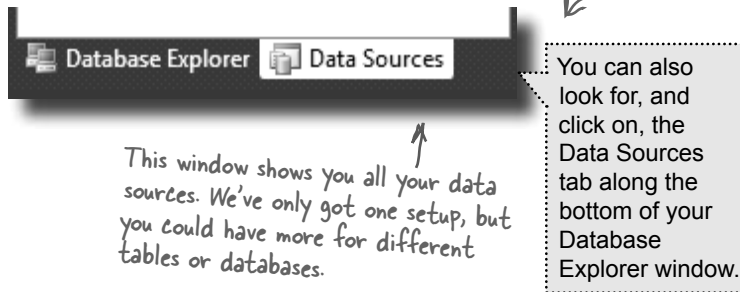 Database Explorer
Data Sources
You can also
look for, and
click on, the
Data Sources
tab along the
bottom of your
Database
Explorer window.
This window shows you all your data
sources. We've only got one setup, but
you could have more for different
tables or databases.